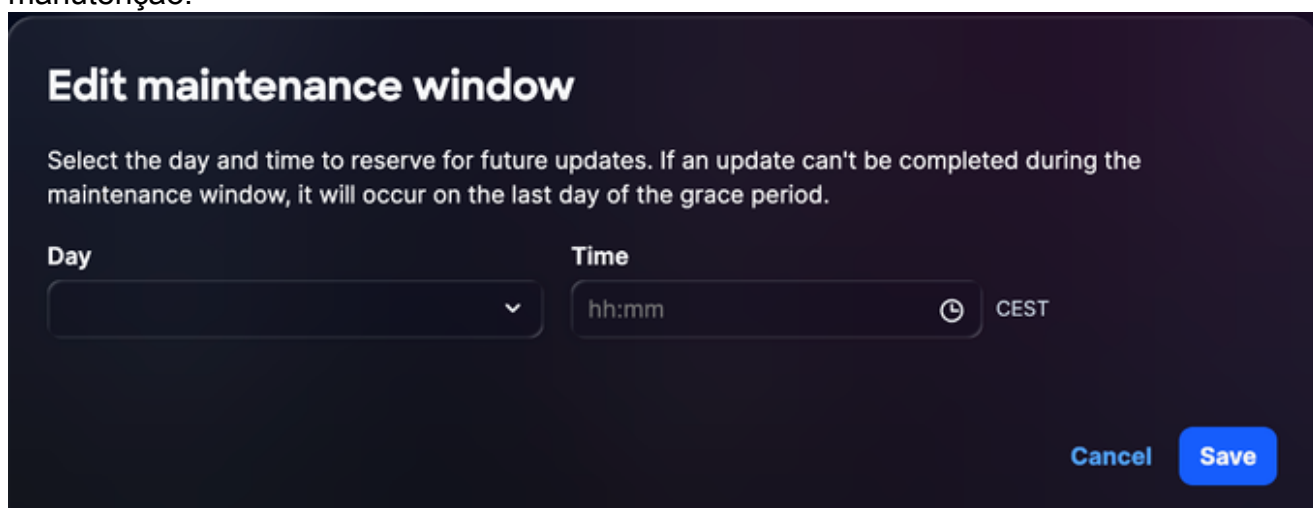 manutenção.
Edit maintenance window
Select the day and time to reserve for future updates. If an update can't be completed during the
maintenance window, it will occur on the last day of the grace period.
Day
Time
hh:mm
CEST
Cancel
Save